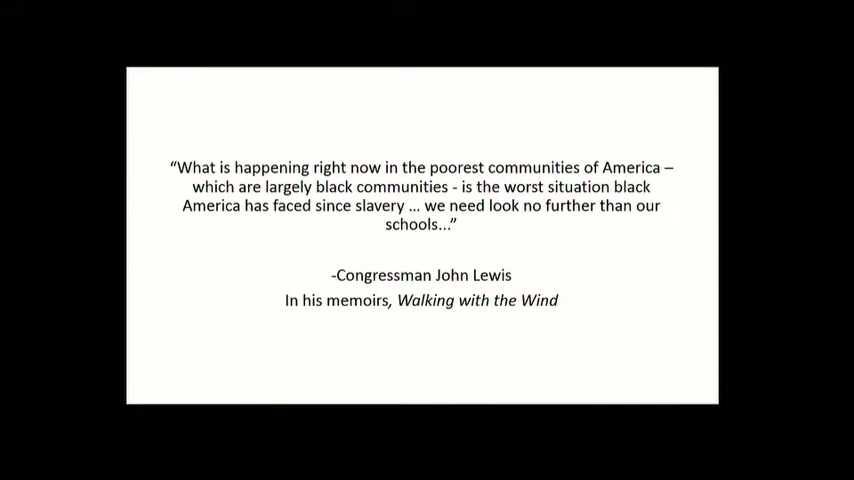 “What is happening right now in the poorest communities of America –
which are largely black communities - is the worst situation black
America has faced since slavery ... we need look no further than our
schools...”
-Congressman John Lewis
In his memoirs, Walking with the Wind